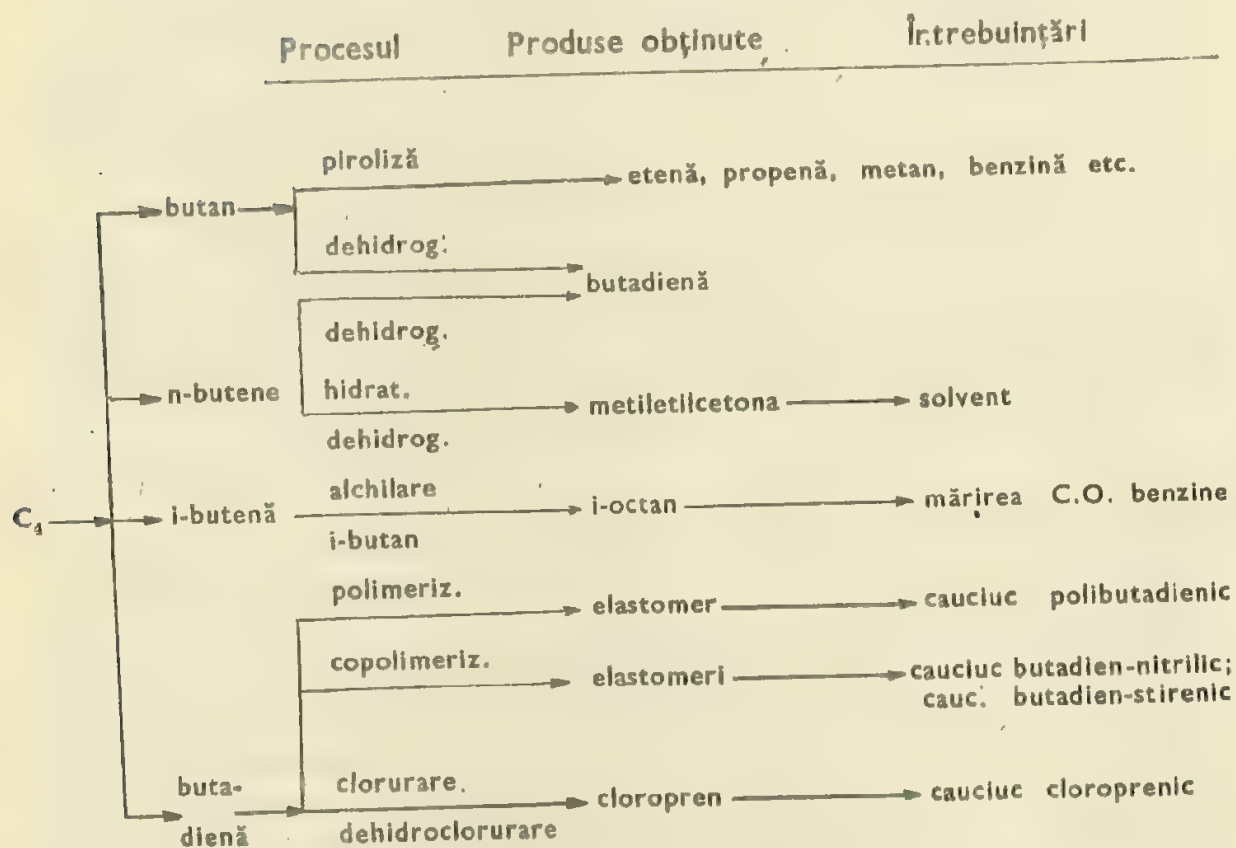 Procesul Produse obținute Întrebuințări
piroliză
butan etenă, propenă, metan, benzină etc.
dehidrog.
butadienă
dehidrog.
n-butene hidrat. metiletilcetona solvent
dehidrog.
alchilare
C₄ i-butenă i-octan mărirea C.O. benzine
i-butan
polimeriz. elastomer cauciuc polibutadienic
copolimeriz. elastomeri cauciuc butadien-nitrilic;
cauc. butadien-stirenic
buta- clorurare. cloropren cauciuc cloroprenic
dienă dehidroclorurare